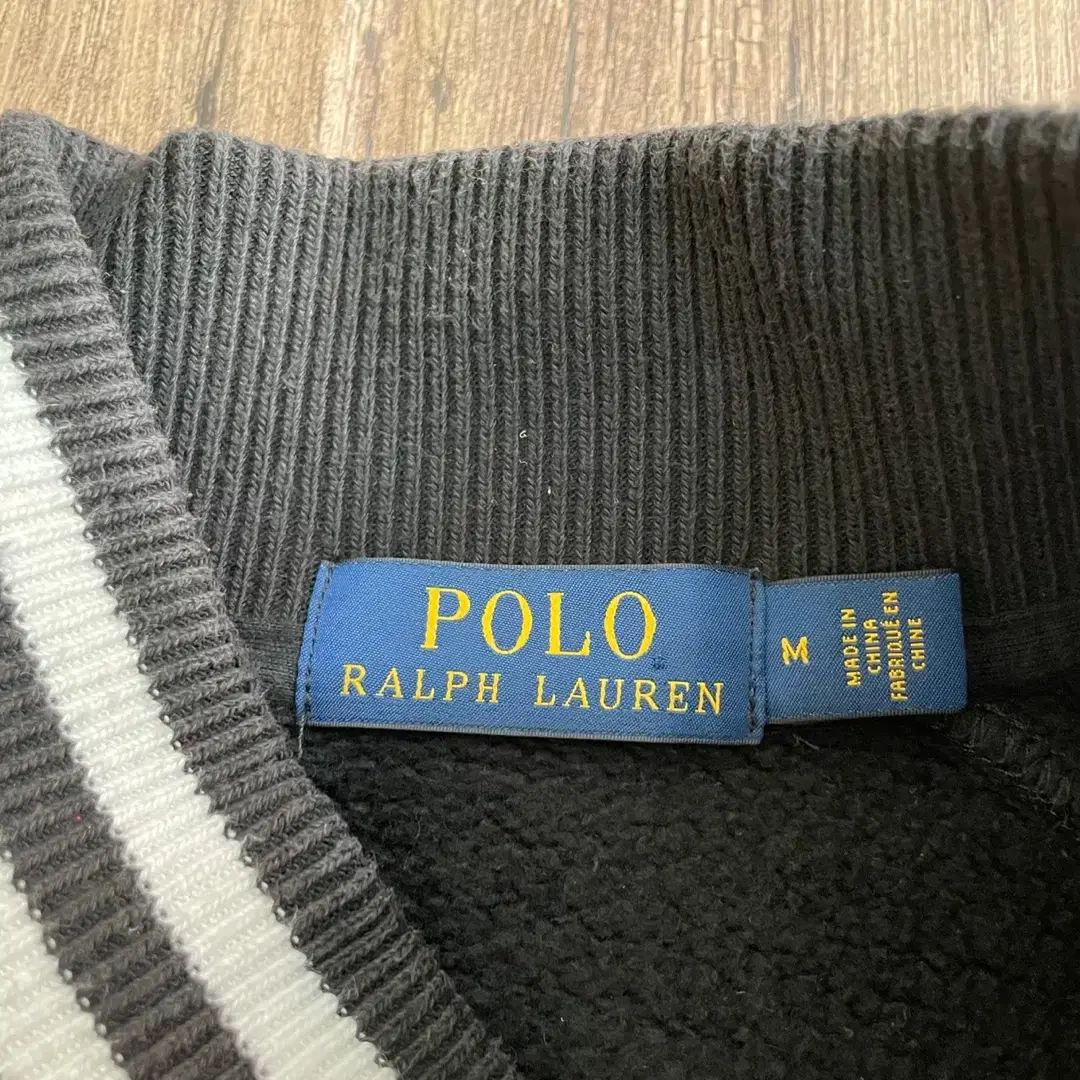 POLO
RALPH LAUREN
M
MADE IN
CHINA
FABRIQUÉ EN
CHINE